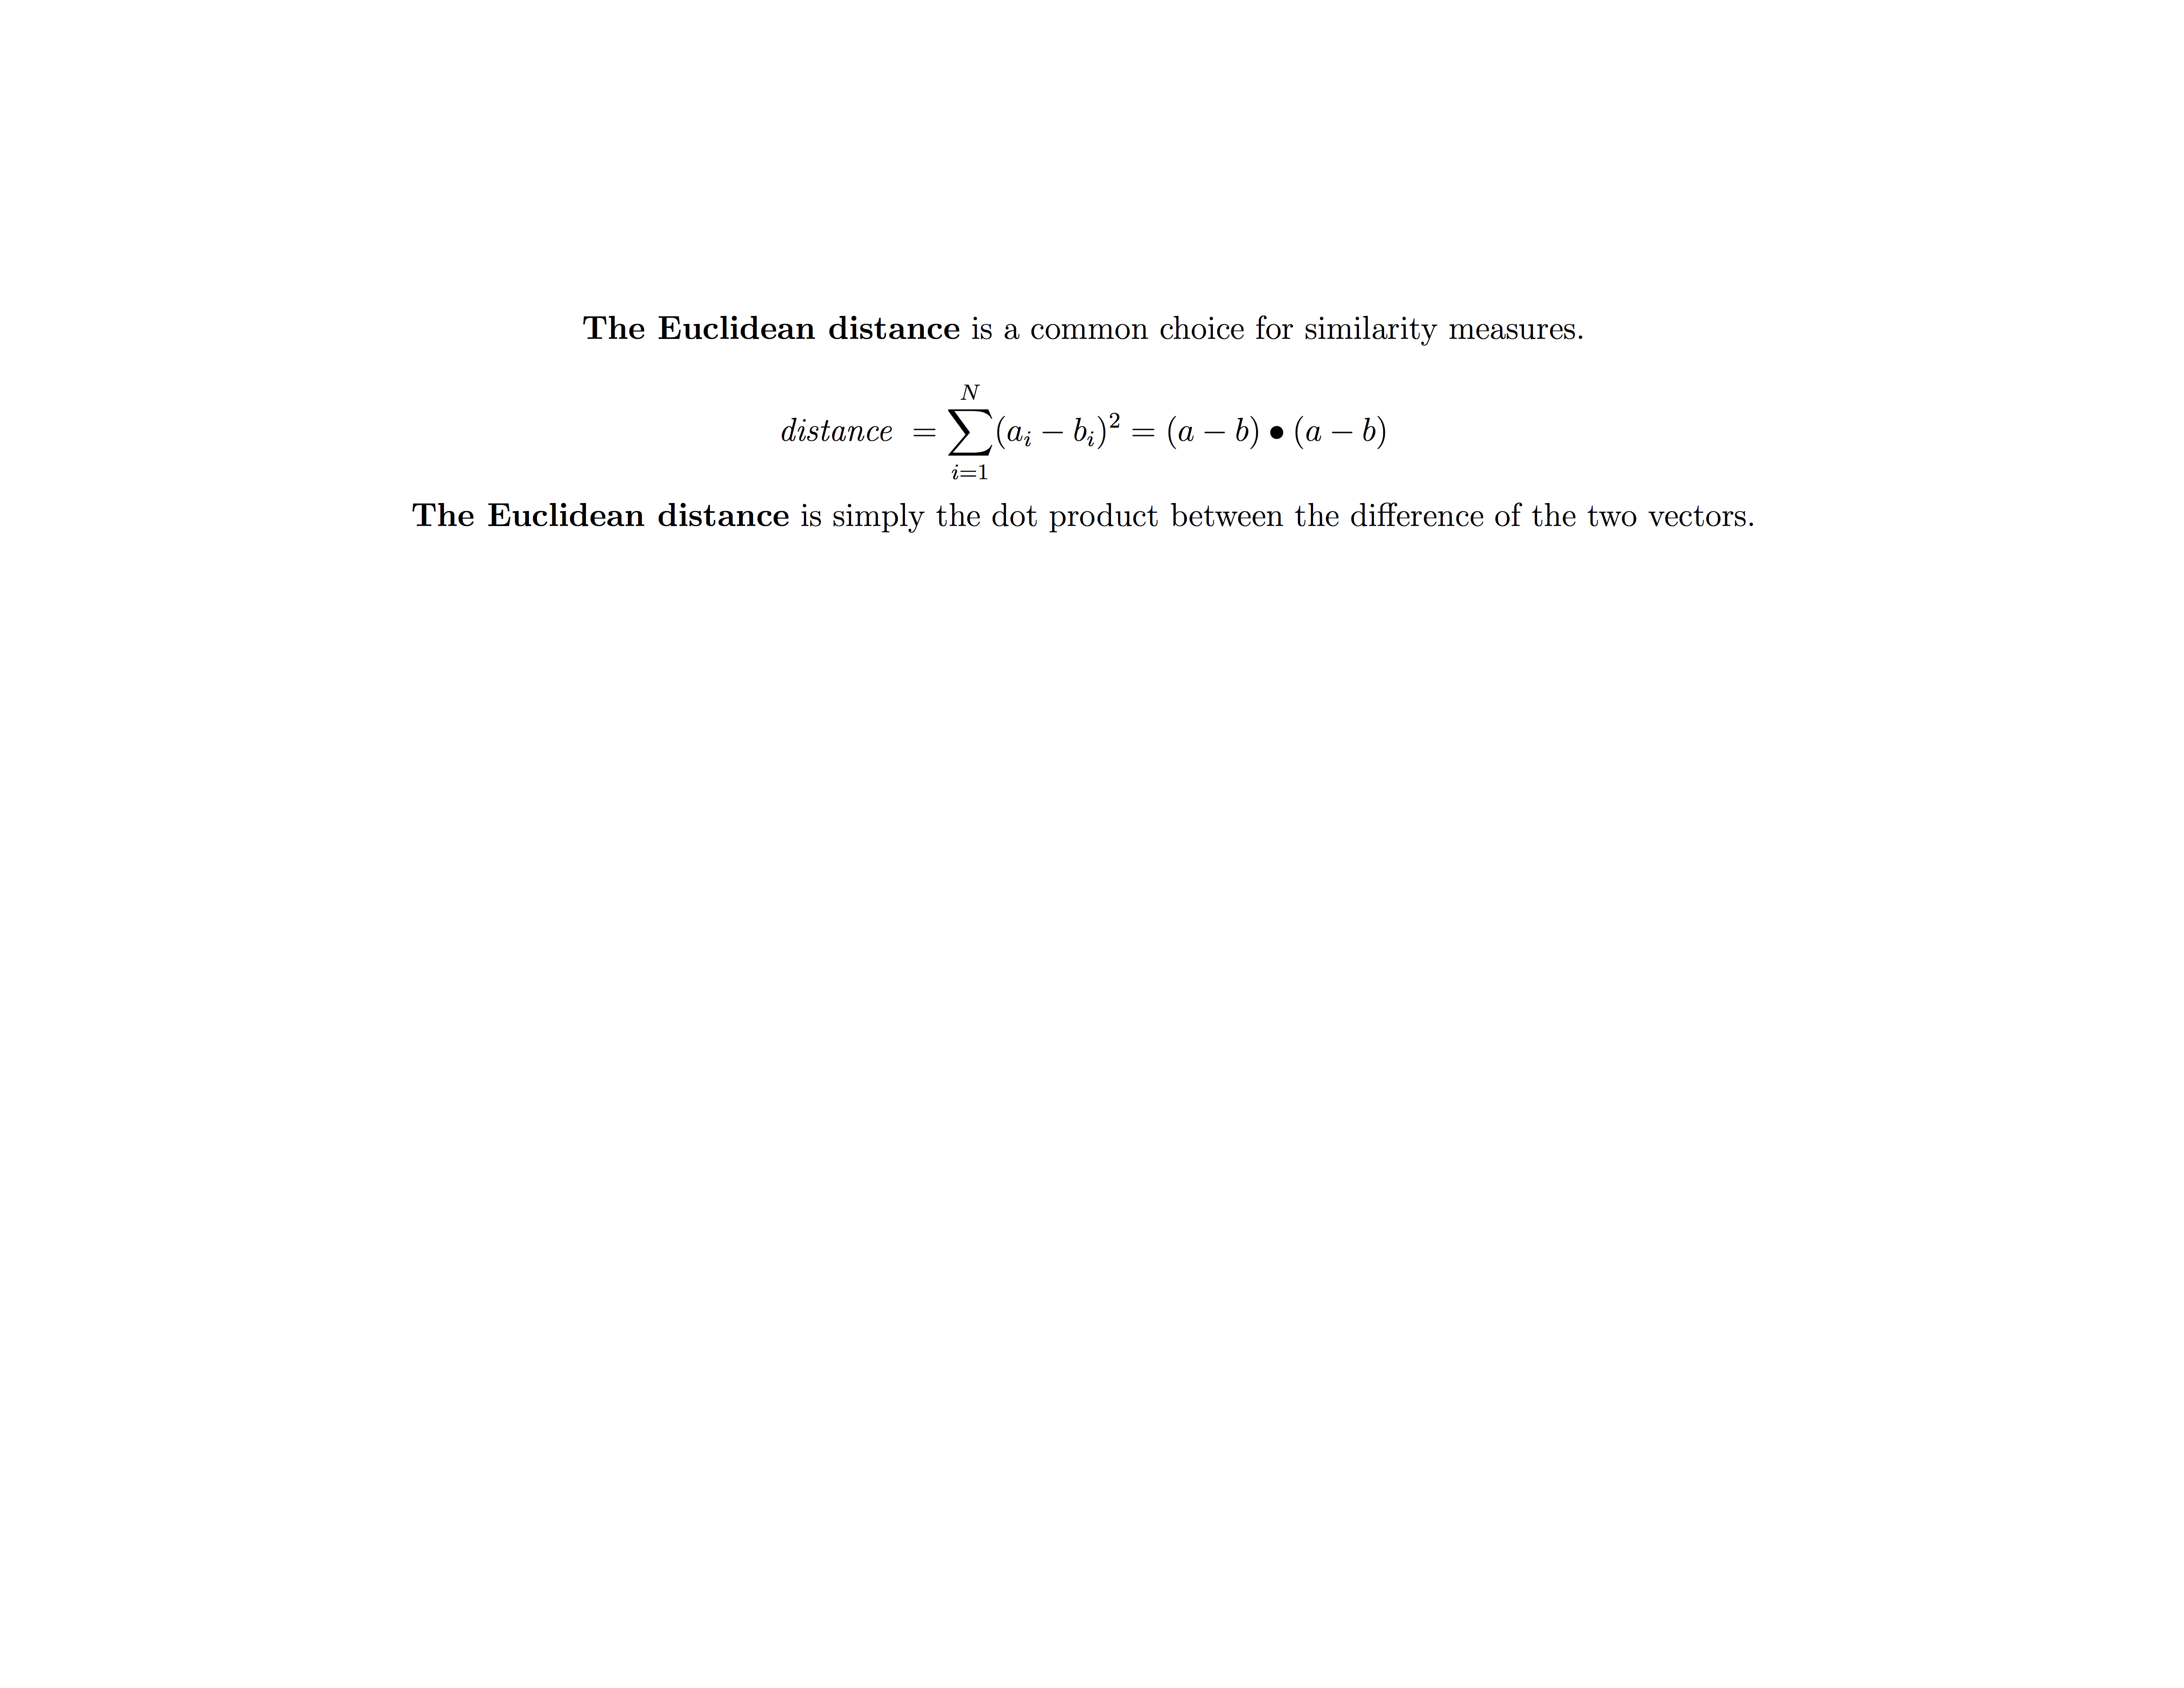 The Euclidean distance is a common choice for similarity measures.
distance = \sum_{i=1}^{N} (a_i − b_i)^2 = (a − b) • (a − b)
The Euclidean distance is simply the dot product between the difference of the two vectors.